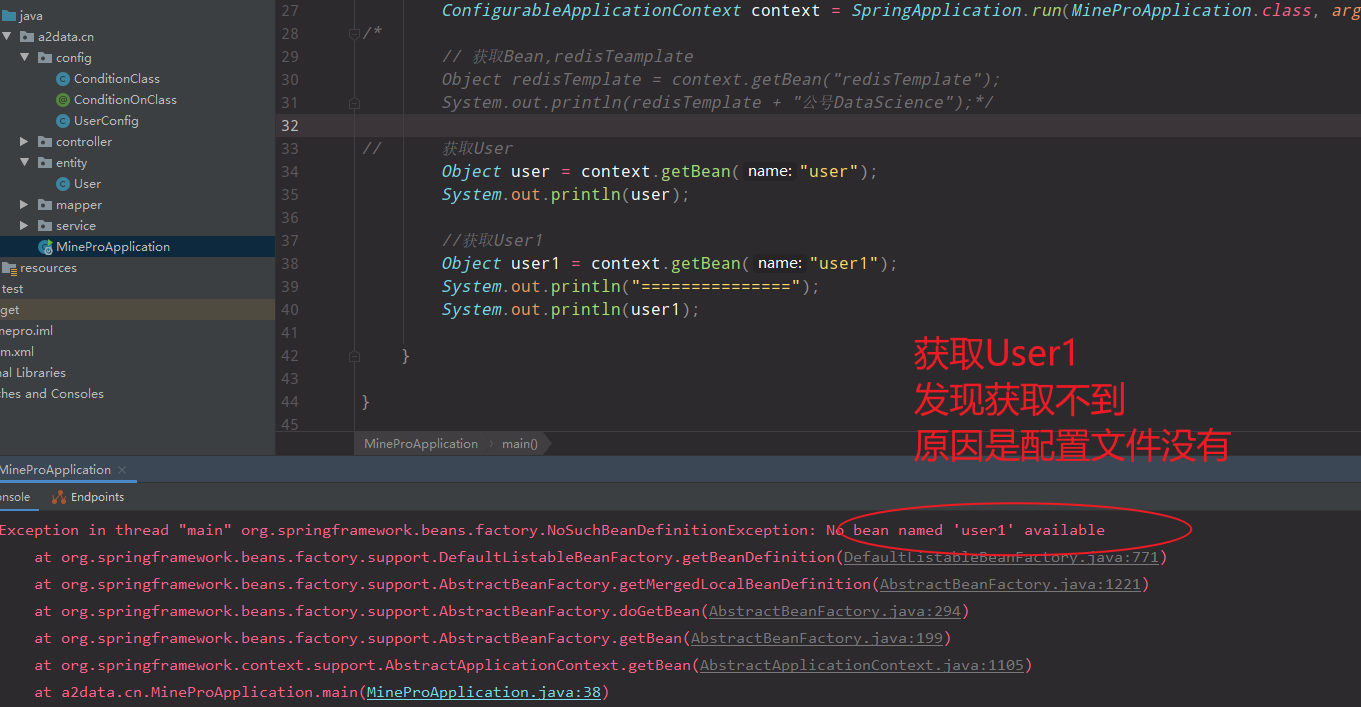 java
a2data.cn
config
ConditionClass
ConditionOnClass
UserConfig
controller
entity
User
mapper
service
MineProApplication
resources
test
get
nepro.iml
m.xml
nal Libraries
ches and Consoles
27 ConfigurableApplicationContext context = SpringApplication.run(MineProApplication.class, arg
28 /*
29 // 获取Bean,redisTeamplate
30 Object redisTemplate = context.getBean("redisTemplate");
31 System.out.println(redisTemplate + "公号DataScience");*/
32
33 // 获取User
34 Object user = context.getBean( name: "user");
35 System.out.println(user);
36
37 //获取User1
38 Object user1 = context.getBean( name: "user1");
39 System.out.println("===============");
40 System.out.println(user1);
41
42 }
43
44 }
45
获取User1
发现获取不到
原因是配置文件没有
MineProApplication › main()
MineProApplication ×
onsole Endpoints
Exception in thread "main" org.springframework.beans.factory.NoSuchBeanDefinitionException: No bean named 'user1' available
at org.springframework.beans.factory.support.DefaultListableBeanFactory.getBeanDefinition(DefaultListableBeanFactory.java:771)
at org.springframework.beans.factory.support.AbstractBeanFactory.getMergedLocalBeanDefinition(AbstractBeanFactory.java:1221)
at org.springframework.beans.factory.support.AbstractBeanFactory.doGetBean(AbstractBeanFactory.java:294)
at org.springframework.beans.factory.support.AbstractBeanFactory.getBean(AbstractBeanFactory.java:199)
at org.springframework.context.support.AbstractApplicationContext.getBean(AbstractApplicationContext.java:1105)
at a2data.cn.MineProApplication.main(MineProApplication.java:38)